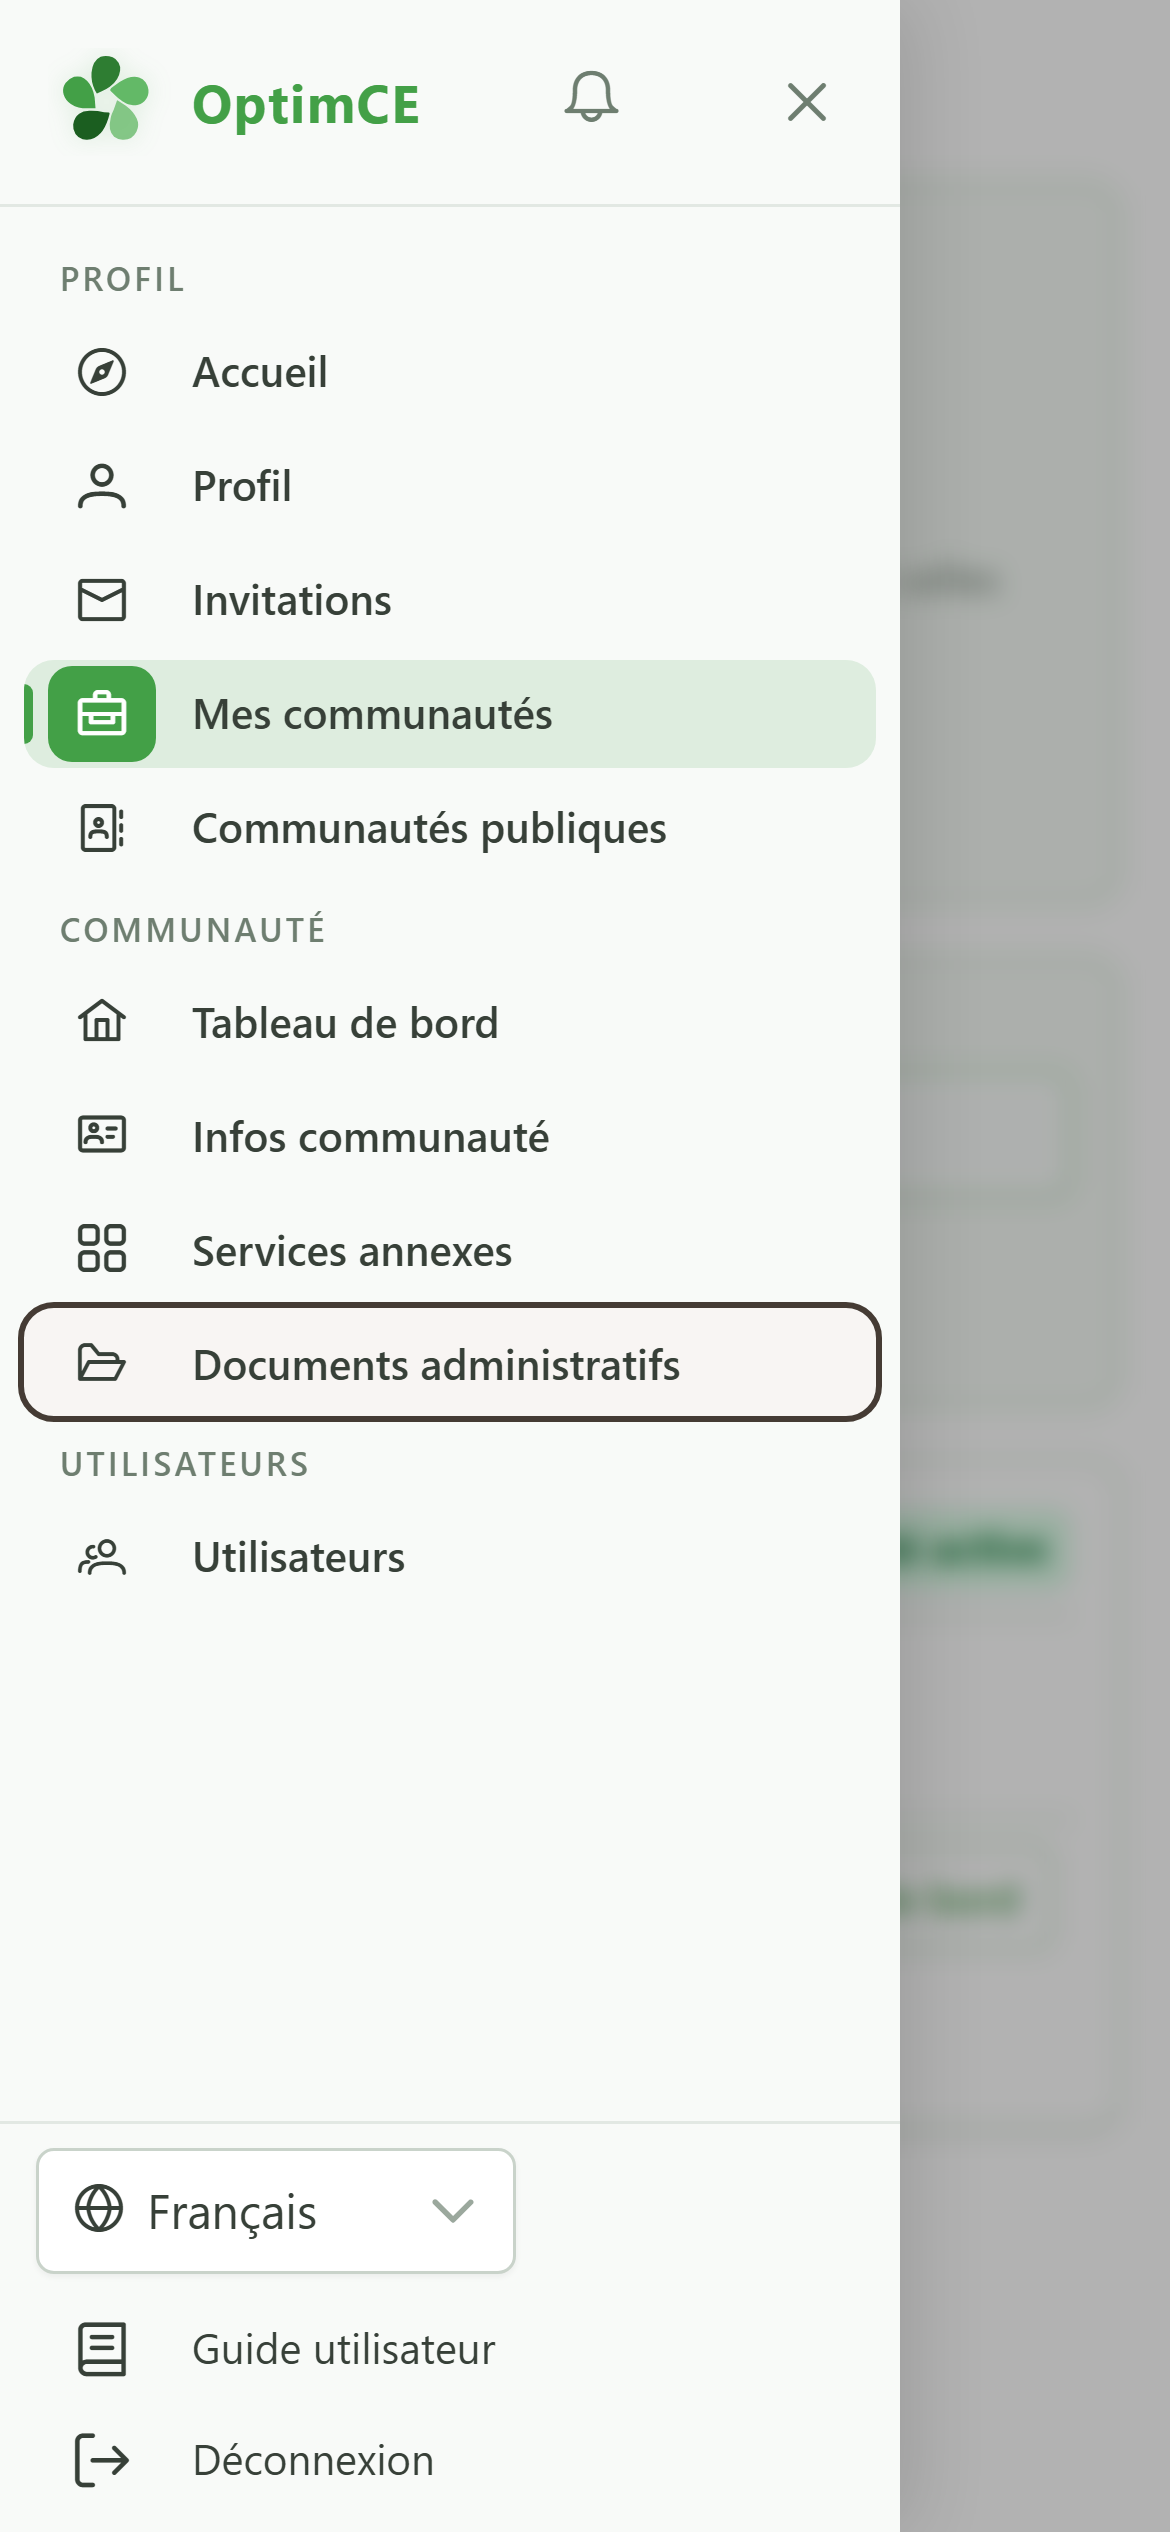 OptimCE
PROFIL
Accueil
Profil
Invitations
Mes communautés
Communautés publiques
COMMUNAUTÉ
Tableau de bord
Infos communauté
Services annexes
Documents administratifs
UTILISATEURS
Utilisateurs
Français
Guide utilisateur
Déconnexion